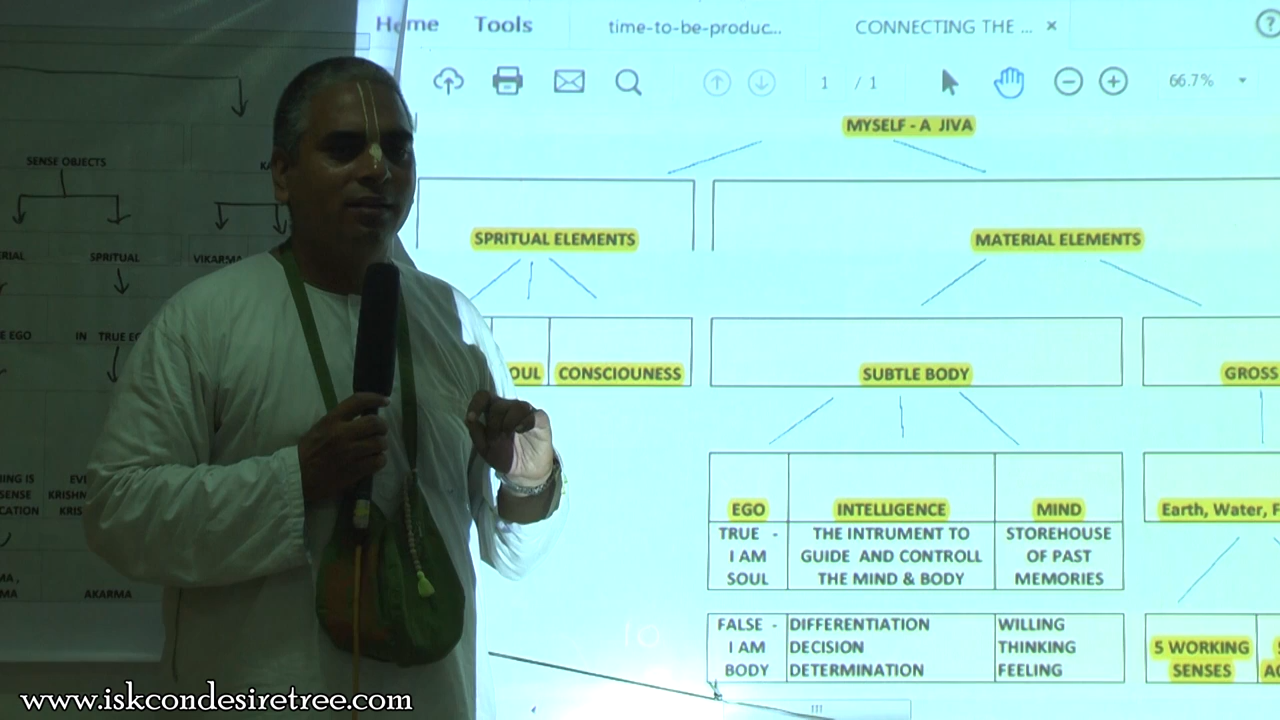 Home Tools time-to-be-produc... CONNECTING THE ... ×
1 / 1 66.7%
MYSELF - A JIVA
SENSE OBJECTS
SPRITUAL ELEMENTS
MATERIAL ELEMENTS
SPRITUAL
VIKARMA
IN TRUE
CONSCIOUNESS
SUBTLE BODY
GROSS
EGO
INTELLIGENCE
MIND
Earth, Water,
TRUE -
I AM
SOUL
THE INTRUMENT TO
GUIDE AND CONTROLL
THE MIND & BODY
STOREHOUSE
OF PAST
MEMORIES
FALSE -
I AM
BODY
DIFFERENTIATION
DECISION
DETERMINATION
WILLING
THINKING
FEELING
5 WORKING
SENSES
AKARMA
to
www.iskcondesiretree.com